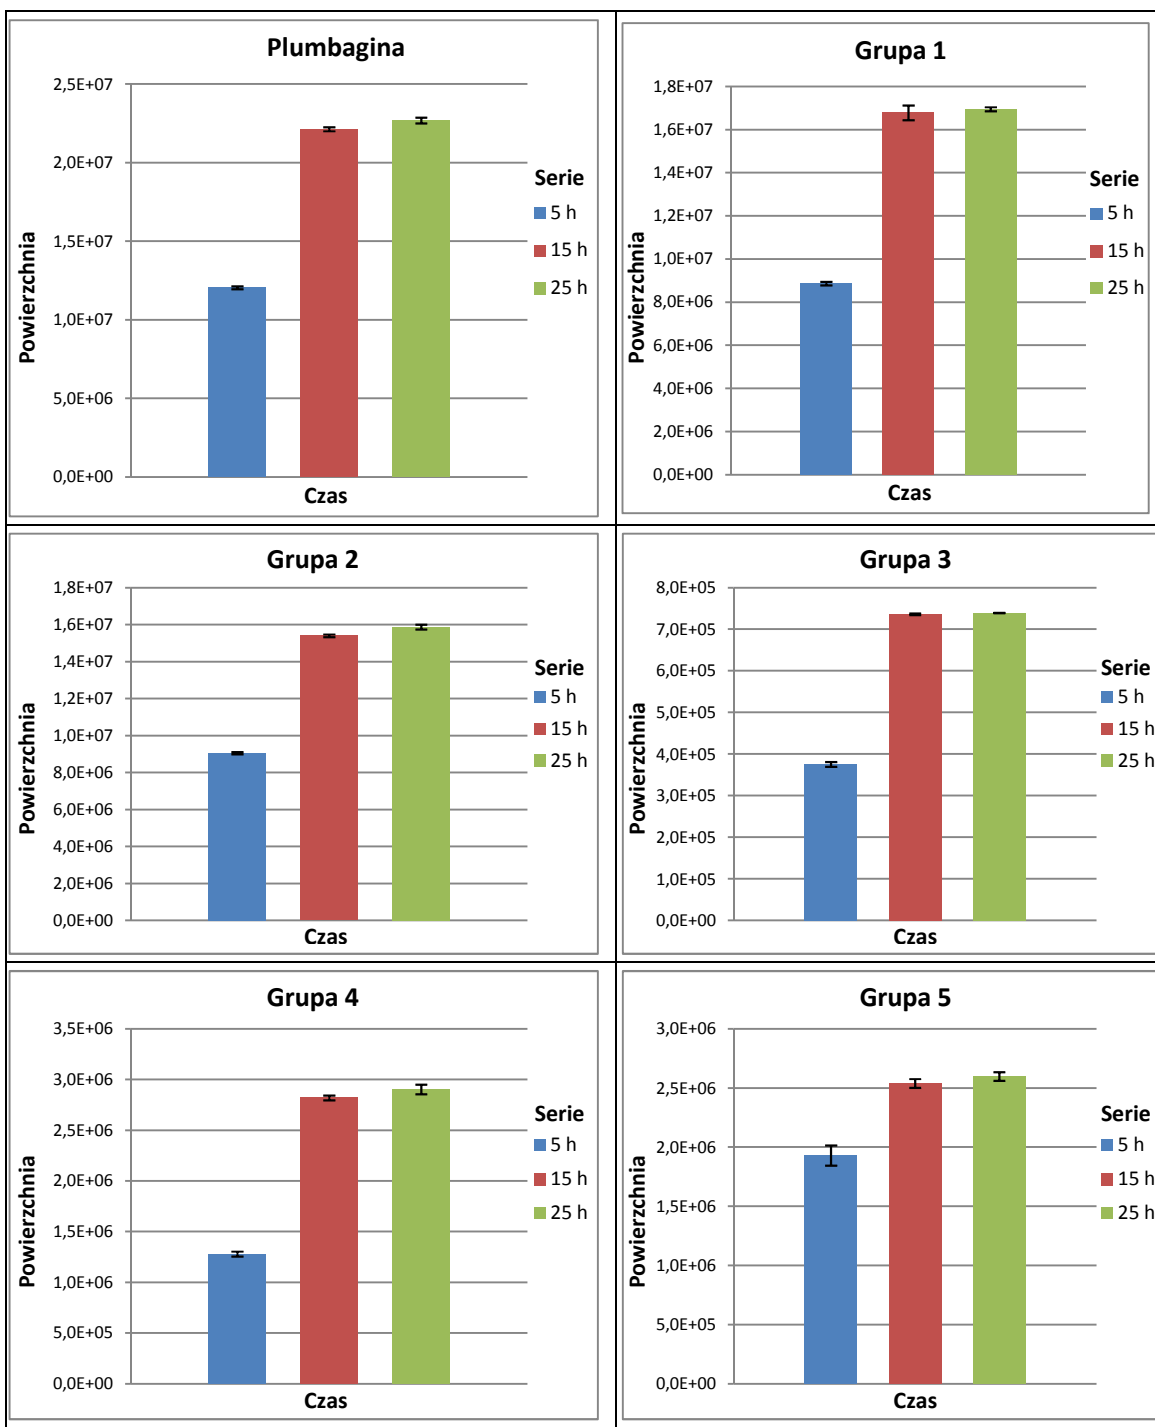 Plumbagina
2,5E+07
2,0E+07
1,5E+07
1,0E+07
5,0E+06
0,0E+00
Powierzchnia
Czas
Serie
5 h
15 h
25 h
Grupa 1
1,8E+07
1,6E+07
1,4E+07
1,2E+07
1,0E+07
8,0E+06
6,0E+06
4,0E+06
2,0E+06
0,0E+00
Powierzchnia
Czas
Serie
5 h
15 h
25 h
Grupa 2
1,8E+07
1,6E+07
1,4E+07
1,2E+07
1,0E+07
8,0E+06
6,0E+06
4,0E+06
2,0E+06
0,0E+00
Powierzchnia
Czas
Serie
5 h
15 h
25 h
Grupa 3
8,0E+05
7,0E+05
6,0E+05
5,0E+05
4,0E+05
3,0E+05
2,0E+05
1,0E+05
0,0E+00
Powierzchnia
Czas
Serie
5 h
15 h
25 h
Grupa 4
3,5E+06
3,0E+06
2,5E+06
2,0E+06
1,5E+06
1,0E+06
5,0E+05
0,0E+00
Powierzchnia
Czas
Serie
5 h
15 h
25 h
Grupa 5
3,0E+06
2,5E+06
2,0E+06
1,5E+06
1,0E+06
5,0E+05
0,0E+00
Powierzchnia
Czas
Serie
5 h
15 h
25 h